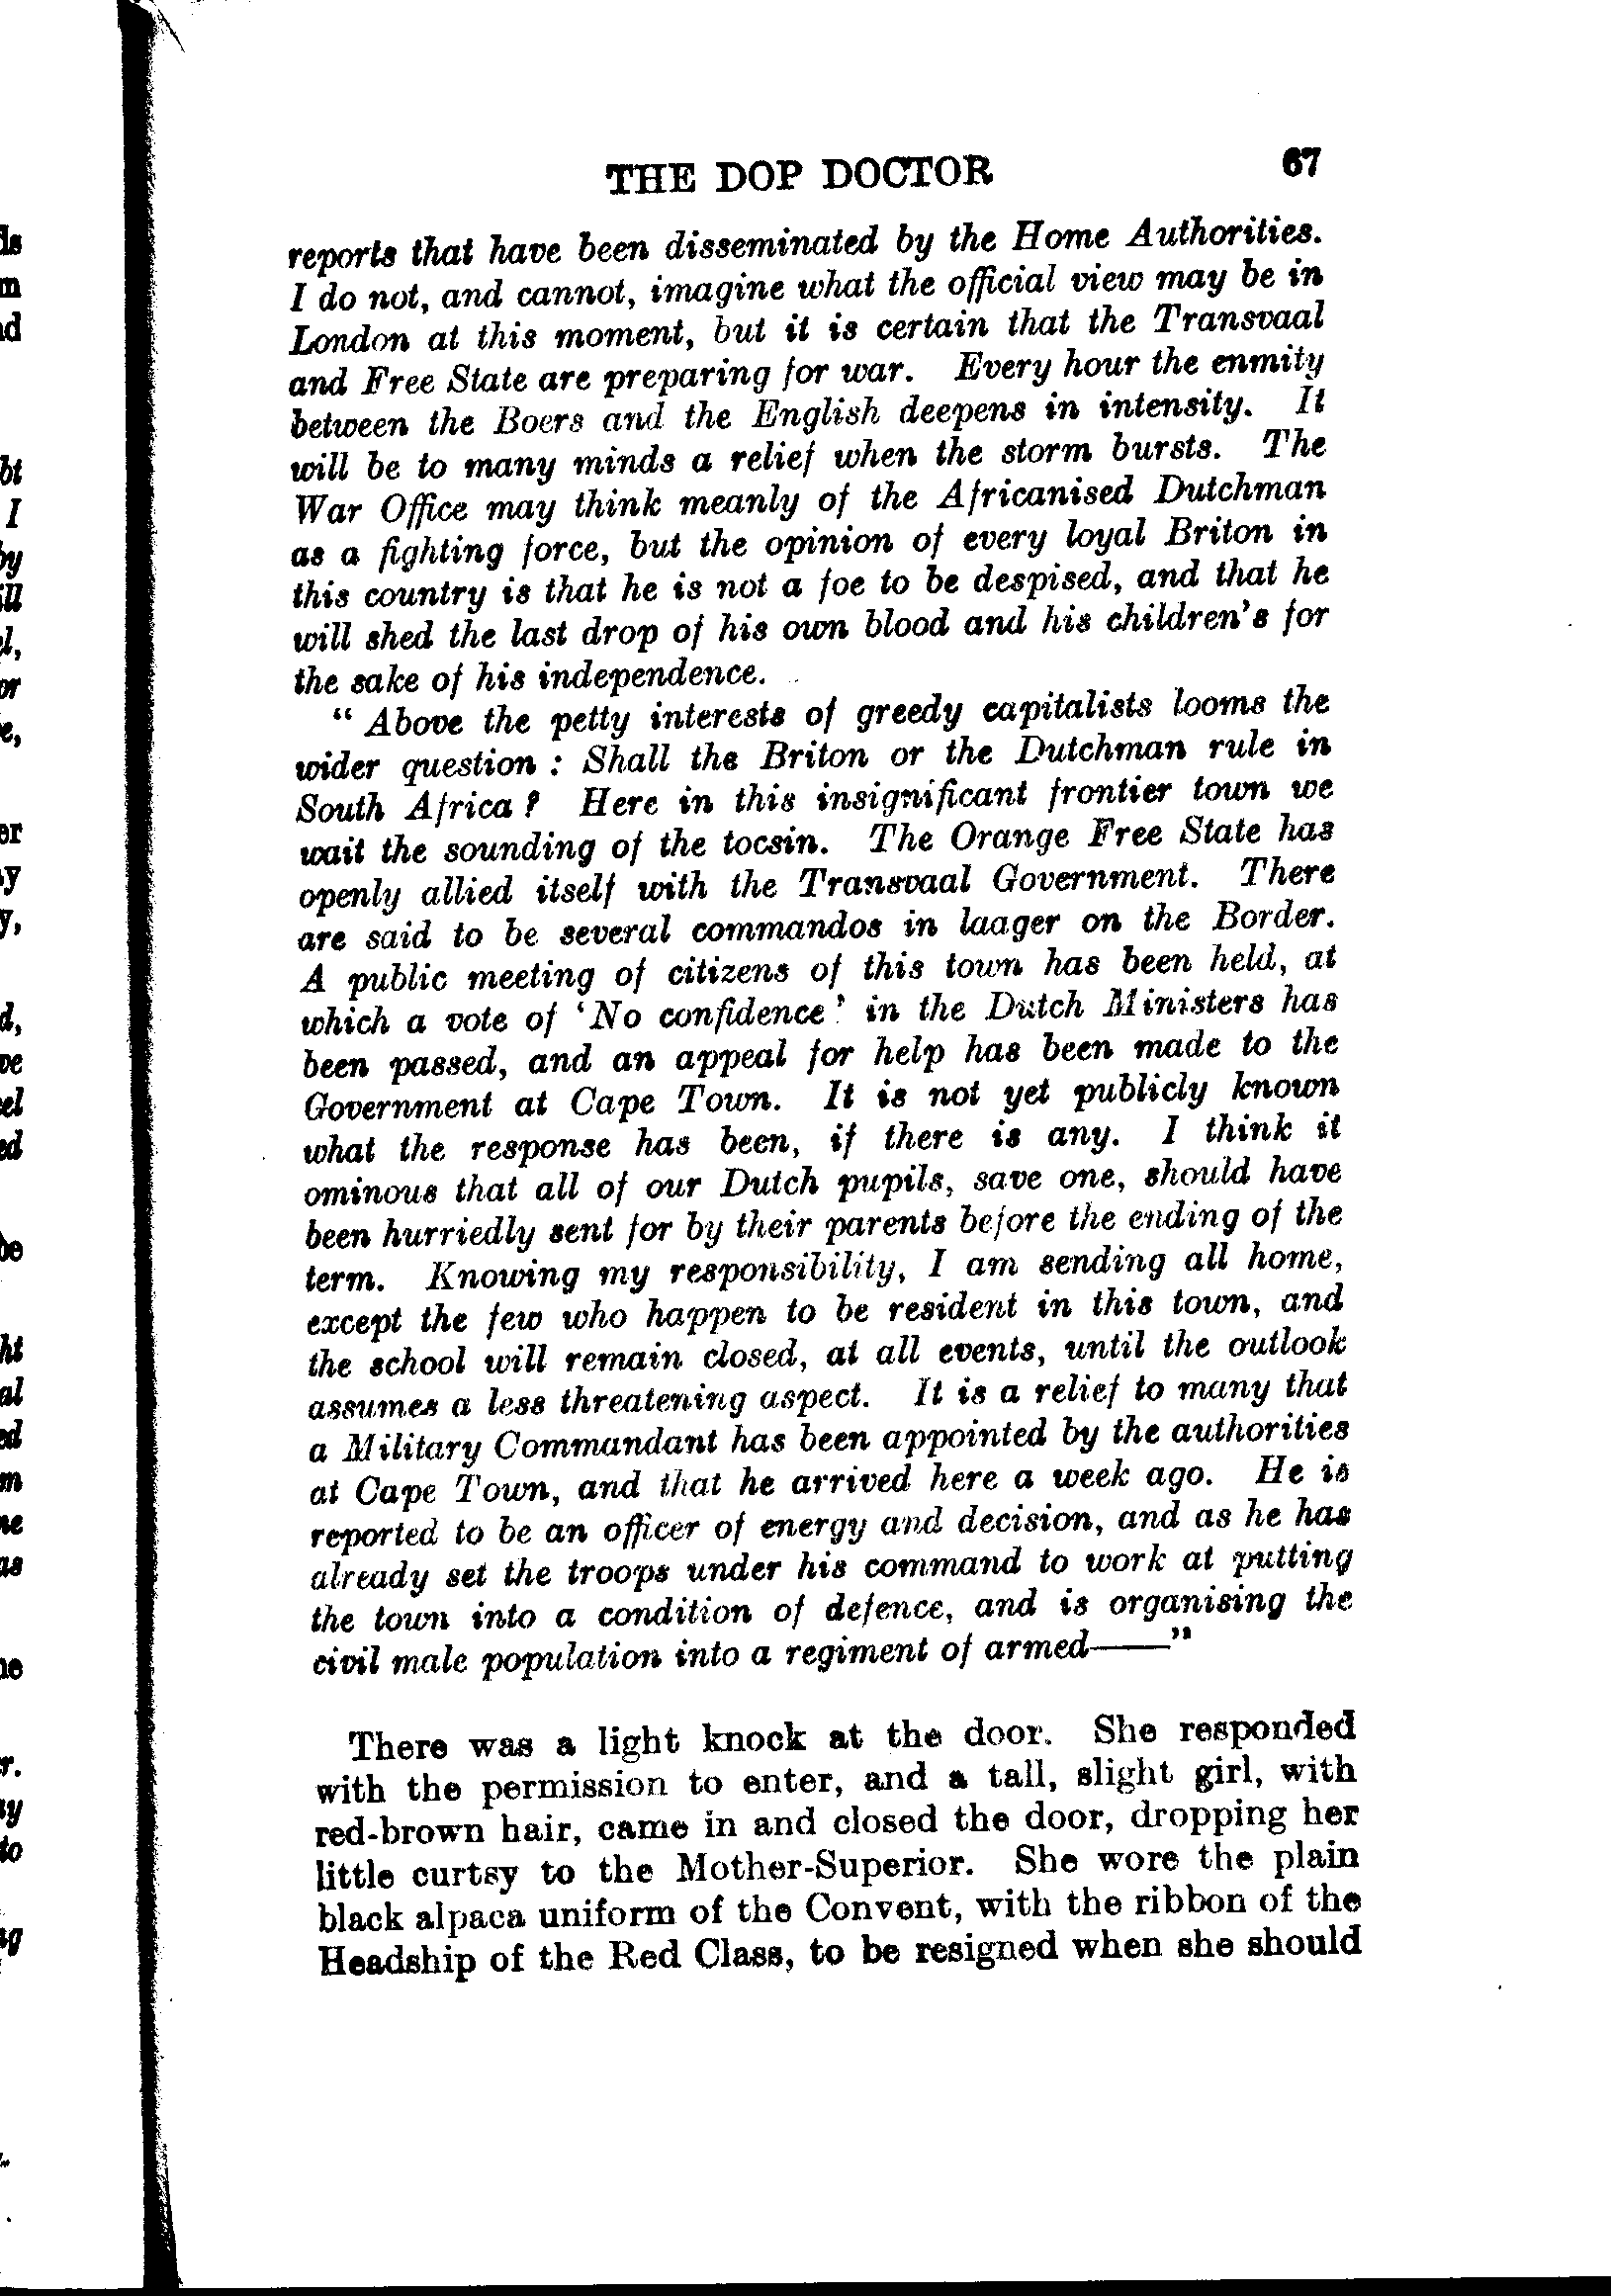 THE DOP DOCTOR 67
reports that have been disseminated by the Home Authorities.
I do not, and cannot, imagine what the official view may be in
London at this moment, but it is certain that the Transvaal
and Free State are preparing for war. Every hour the enmity
between the Boers and the English deepens in intensity. It
will be to many minds a relief when the storm bursts. The
War Office may think meanly of the Africanised Dutchman
as a fighting force, but the opinion of every loyal Briton in
this country is that he is not a foe to be despised, and that he
will shed the last drop of his own blood and his children's for
the sake of his independence.
" Above the petty interests of greedy capitalists looms the
wider question : Shall the Briton or the Dutchman rule in
South Africa ? Here in this insignificant frontier town we
wait the sounding of the tocsin. The Orange Free State has
openly allied itself with the Transvaal Government. There
are said to be several commandos in laager on the Border.
A public meeting of citizens of this town has been held, at
which a vote of 'No confidence' in the Dutch Ministers has
been passed, and an appeal for help has been made to the
Government at Cape Town. It is not yet publicly known
what the response has been, if there is any. I think it
ominous that all of our Dutch pupils, save one, should have
been hurriedly sent for by their parents before the ending of the
term. Knowing my responsibility, I am sending all home,
except the few who happen to be resident in this town, and
the school will remain closed, at all events, until the outlook
assumes a less threatening aspect. It is a relief to many that
a Military Commandant has been appointed by the authorities
at Cape Town, and that he arrived here a week ago. He is
reported to be an officer of energy and decision, and as he has
already set the troops under his command to work at putting
the town into a condition of defence, and is organising the
civil male population into a regiment of armed——"
There was a light knock at the door. She responded
with the permission to enter, and a tall, slight girl, with
red-brown hair, came in and closed the door, dropping her
little curtsy to the Mother-Superior. She wore the plain
black alpaca uniform of the Convent, with the ribbon of the
Headship of the Red Class, to be resigned when she should